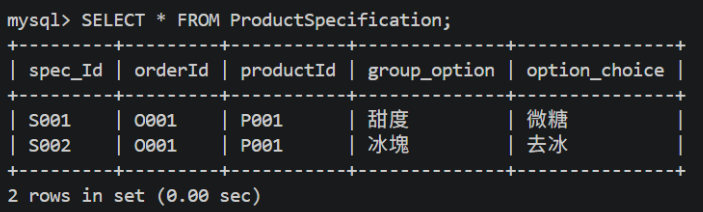 mysql> SELECT * FROM ProductSpecification;
+---------+---------+-----------+--------------+---------------+
| spec_Id | orderId | productId | group_option | option_choice |
+---------+---------+-----------+--------------+---------------+
| S001 | O001 | P001 | 甜度 | 微糖 |
| S002 | O001 | P001 | 冰塊 | 去冰 |
+---------+---------+-----------+--------------+---------------+
2 rows in set (0.00 sec)